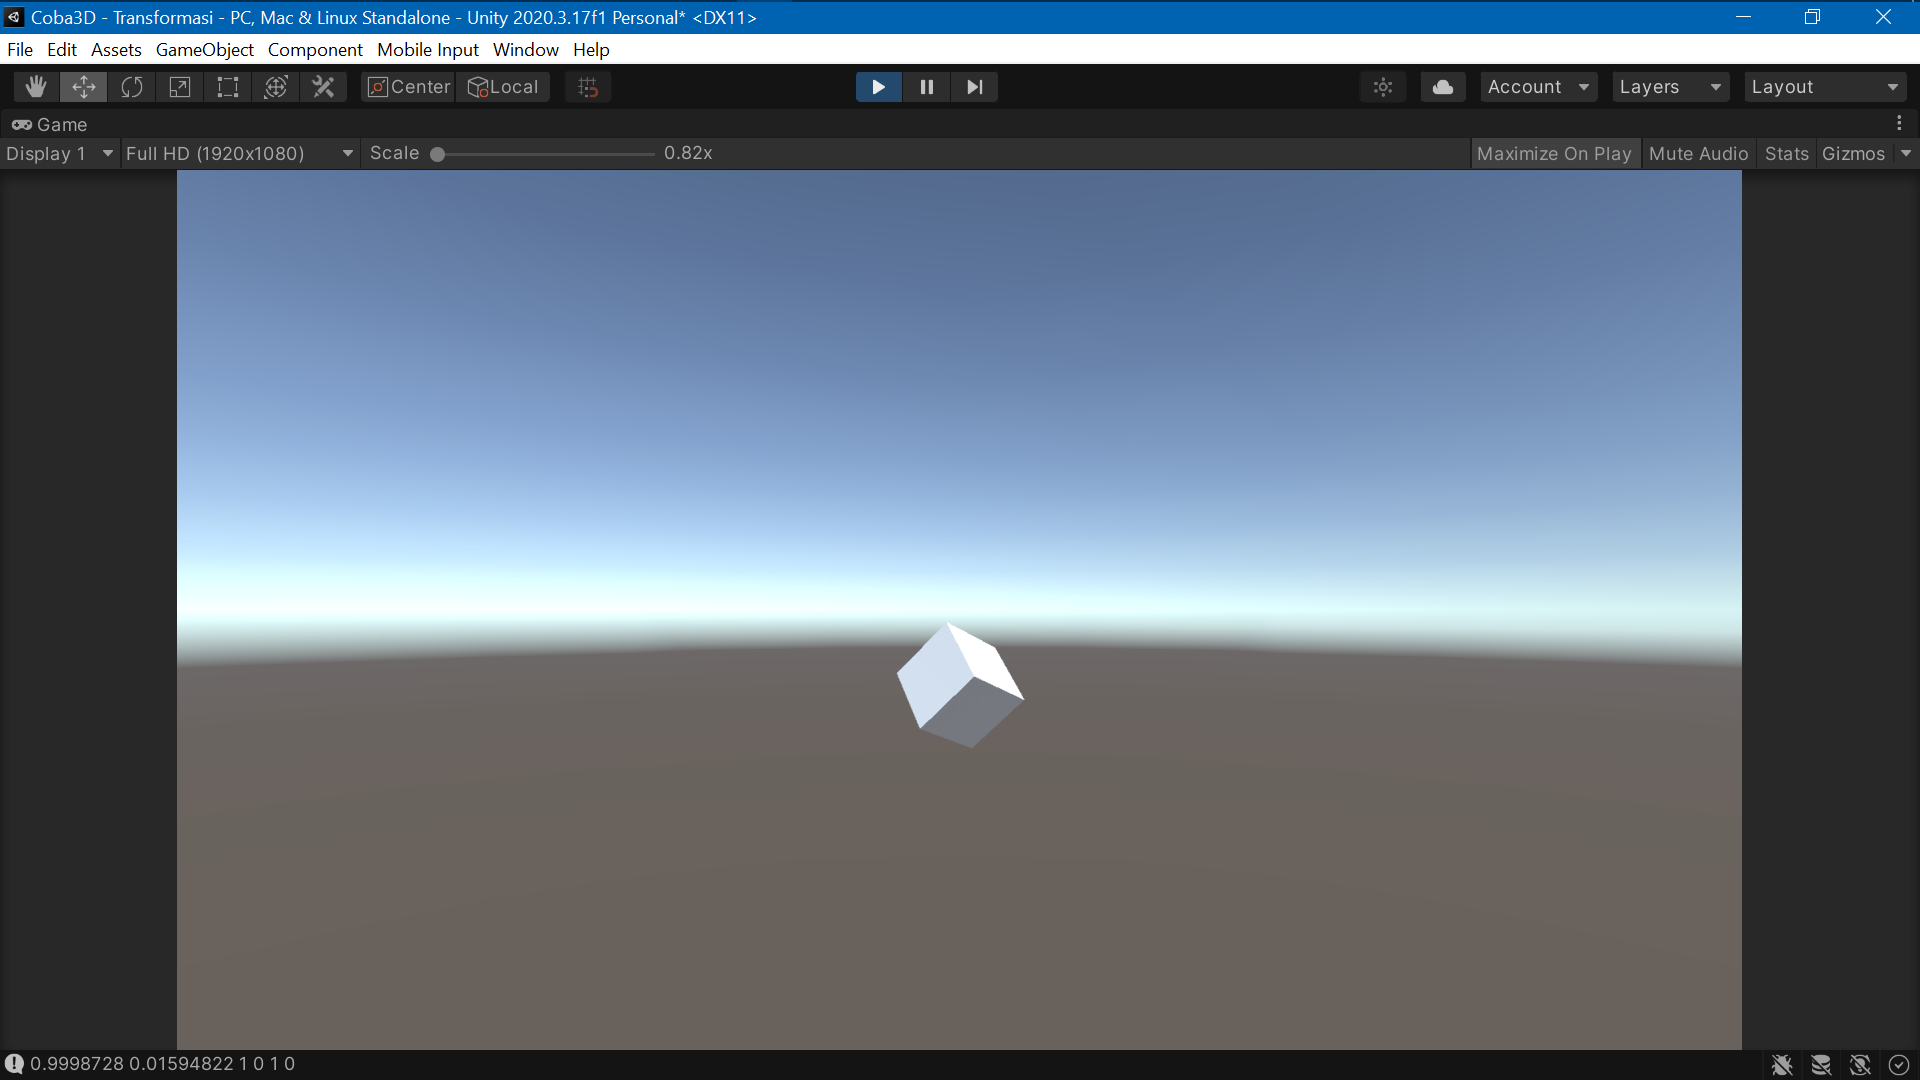 Coba3D - Transformasi - PC, Mac & Linux Standalone - Unity 2020.3.17f1 Personal* <DX11>
File Edit Assets GameObject Component Mobile Input Window Help
Center Local Account Layers Layout
Game
Display 1 Full HD (1920x1080) Scale 0.82x Maximize On Play Mute Audio Stats Gizmos
0.9998728 0.01594822 1 0 1 0